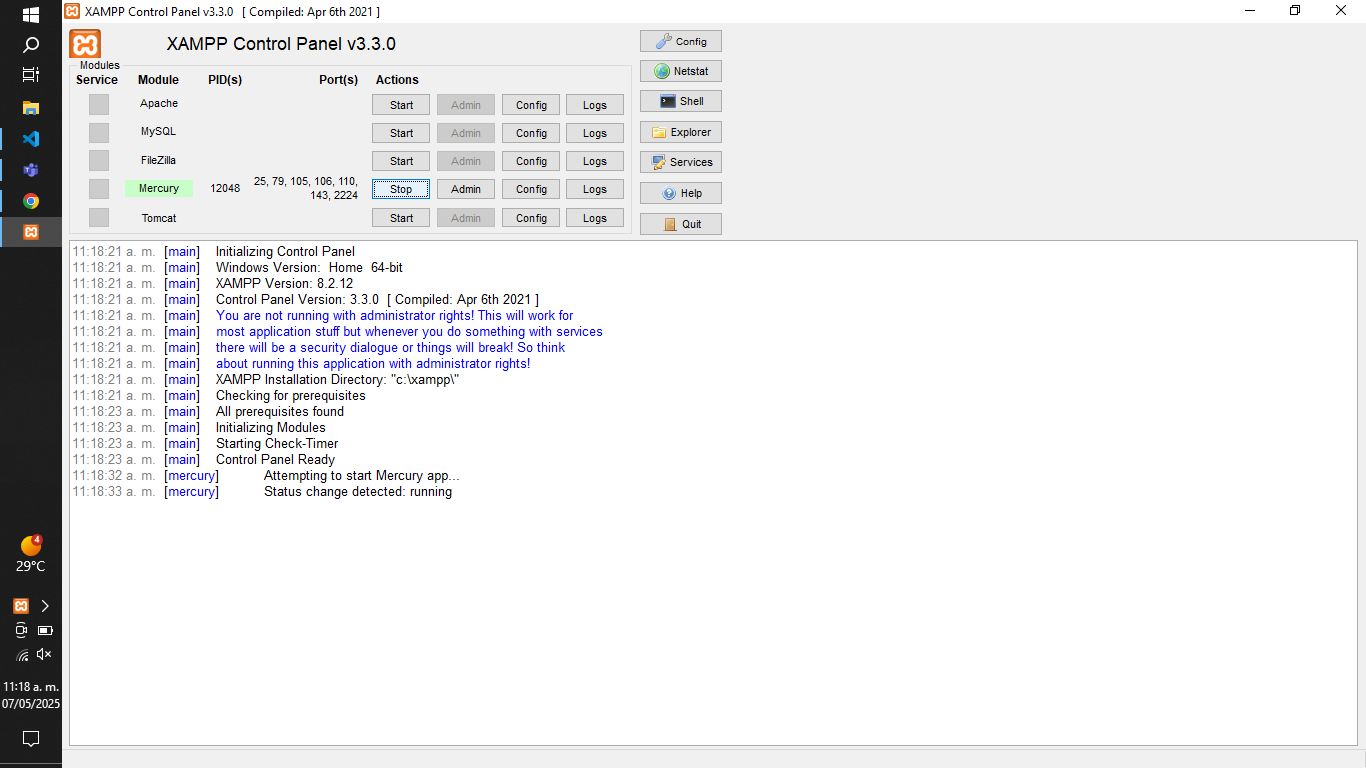 XAMPP Control Panel v3.3.0 [ Compiled: Apr 6th 2021 ]
XAMPP Control Panel v3.3.0
Modules
Service Module PID(s) Port(s) Actions
Apache Start Admin Config Logs
MySQL Start Admin Config Logs
FileZilla Start Admin Config Logs
Mercury 12048 25, 79, 105, 106, 110, 143, 2224 Stop Admin Config Logs
Tomcat Start Admin Config Logs
Config
Netstat
Shell
Explorer
Services
Help
Quit
11:18:21 a. m. [main] Initializing Control Panel
11:18:21 a. m. [main] Windows Version: Home 64-bit
11:18:21 a. m. [main] XAMPP Version: 8.2.12
11:18:21 a. m. [main] Control Panel Version: 3.3.0 [ Compiled: Apr 6th 2021 ]
11:18:21 a. m. [main] You are not running with administrator rights! This will work for
11:18:21 a. m. [main] most application stuff but whenever you do something with services
11:18:21 a. m. [main] there will be a security dialogue or things will break! So think
11:18:21 a. m. [main] about running this application with administrator rights!
11:18:21 a. m. [main] XAMPP Installation Directory: "c:\xampp\"
11:18:21 a. m. [main] Checking for prerequisites
11:18:23 a. m. [main] All prerequisites found
11:18:23 a. m. [main] Initializing Modules
11:18:23 a. m. [main] Starting Check-Timer
11:18:23 a. m. [main] Control Panel Ready
11:18:32 a. m. [mercury] Attempting to start Mercury app...
11:18:33 a. m. [mercury] Status change detected: running
4
29°C
11:18 a. m.
07/05/2025